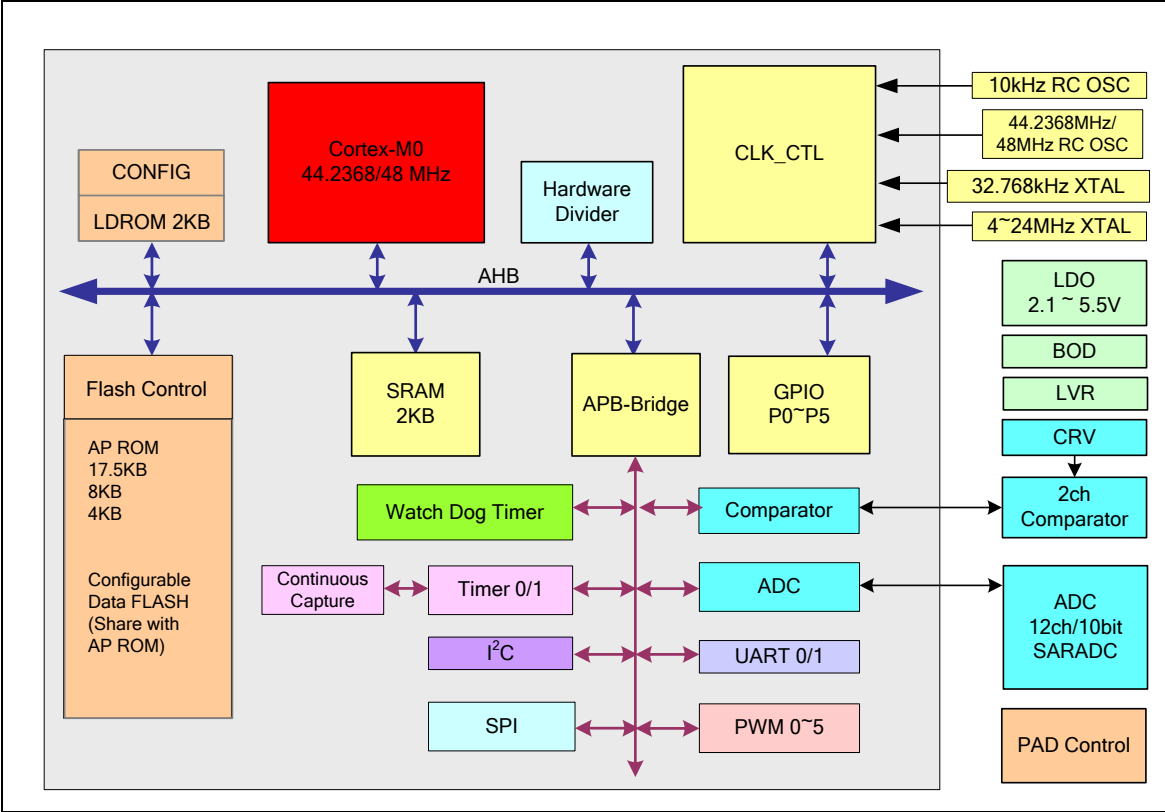 Cortex-M0
44.2368/48 MHz
CLK_CTL
10kHz RC OSC
44.2368MHz/
48MHz RC OSC
32.768kHz XTAL
4~24MHz XTAL
CONFIG
LDROM 2KB
Hardware
Divider
AHB
LDO
2.1 ~ 5.5V
BOD
LVR
CRV
2ch
Comparator
Flash Control
AP ROM
17.5KB
8KB
4KB
Configurable
Data FLASH
(Share with
AP ROM)
SRAM
2KB
APB-Bridge
GPIO
P0~P5
Watch Dog Timer
Comparator
Continuous
Capture
Timer 0/1
ADC
ADC
12ch/10bit
SARADC
I²C
UART 0/1
SPI
PWM 0~5
PAD Control